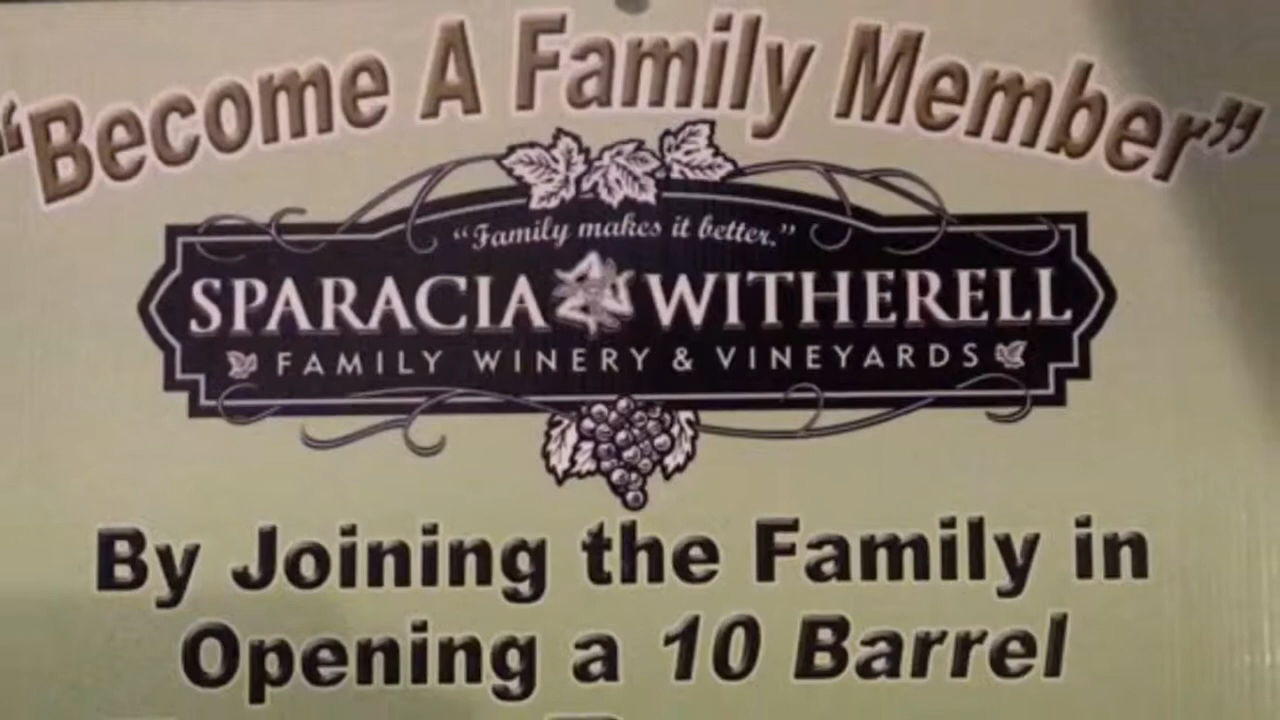 "Become A Family Member"
"Family makes it better."
SPARACIA WITHERELL
FAMILY WINERY & VINEYARDS
By Joining the Family in
Opening a 10 Barrel